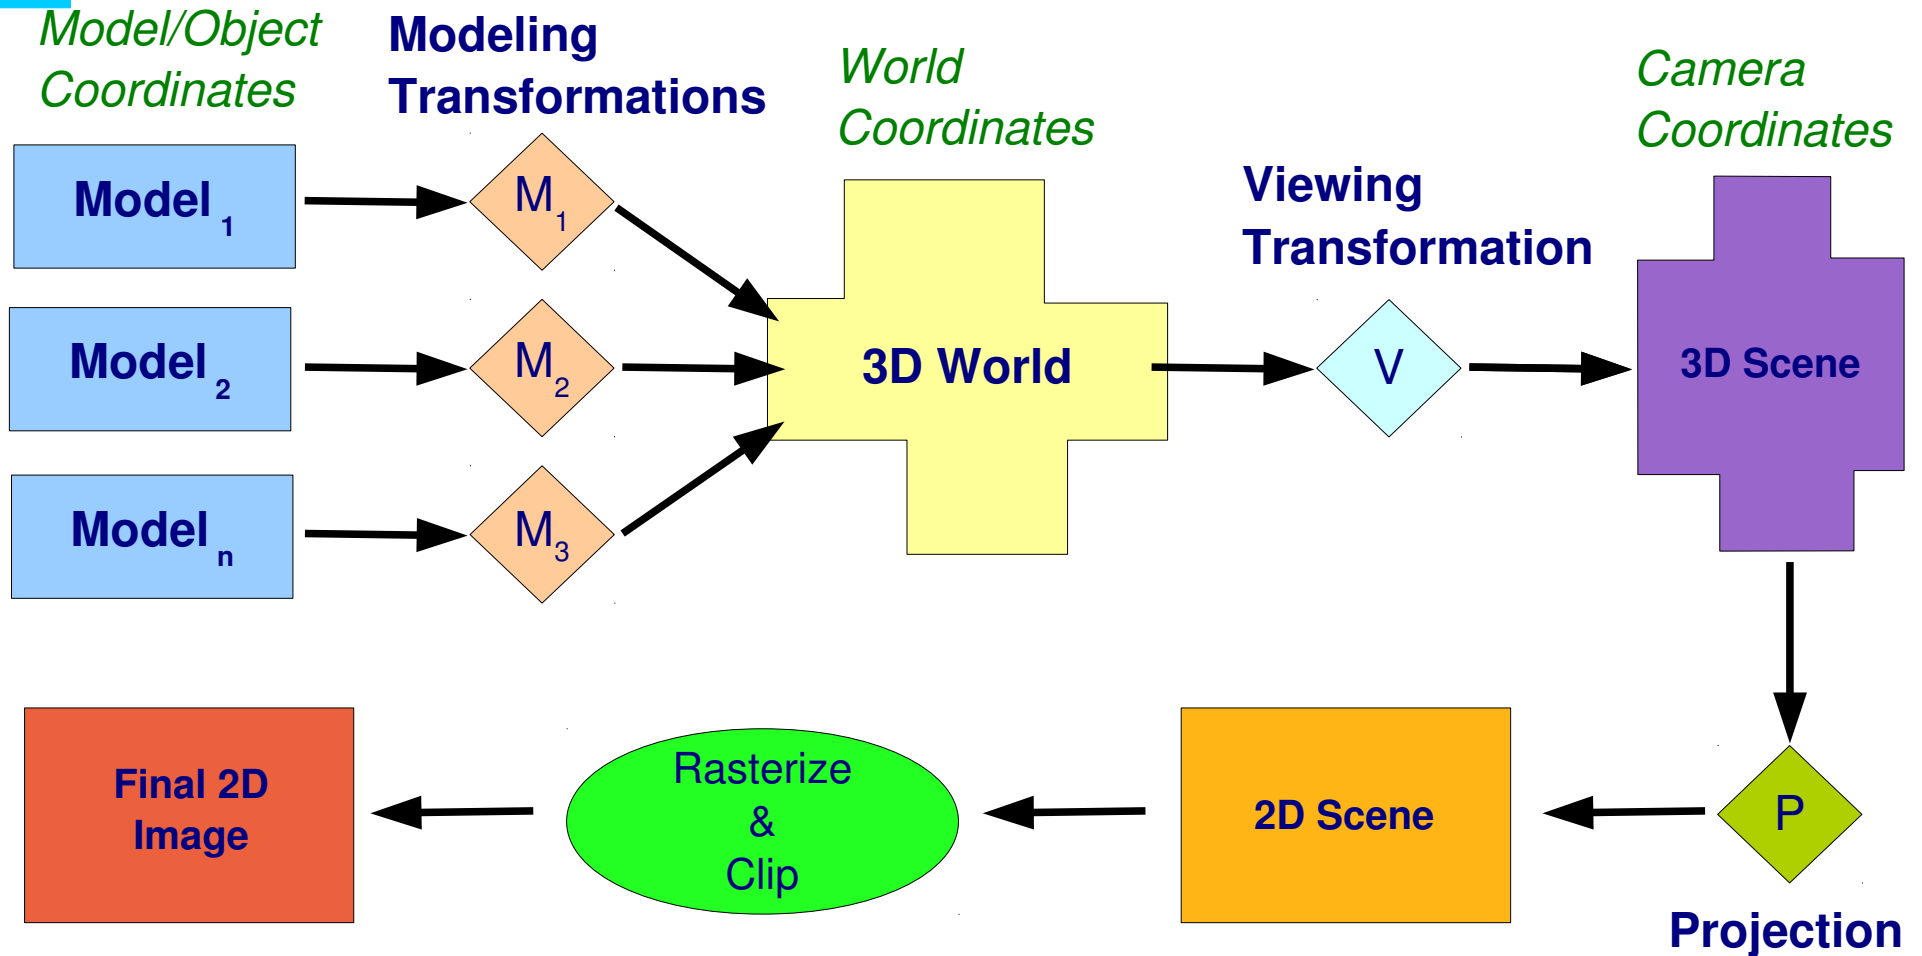 Model/Object
Coordinates
Modeling
Transformations
World
Coordinates
Camera
Coordinates
Viewing
Transformation
Model 1
M1
Model 2
M2
3D World
V
3D Scene
Model n
M3
Final 2D
Image
Rasterize
&
Clip
2D Scene
P
Projection